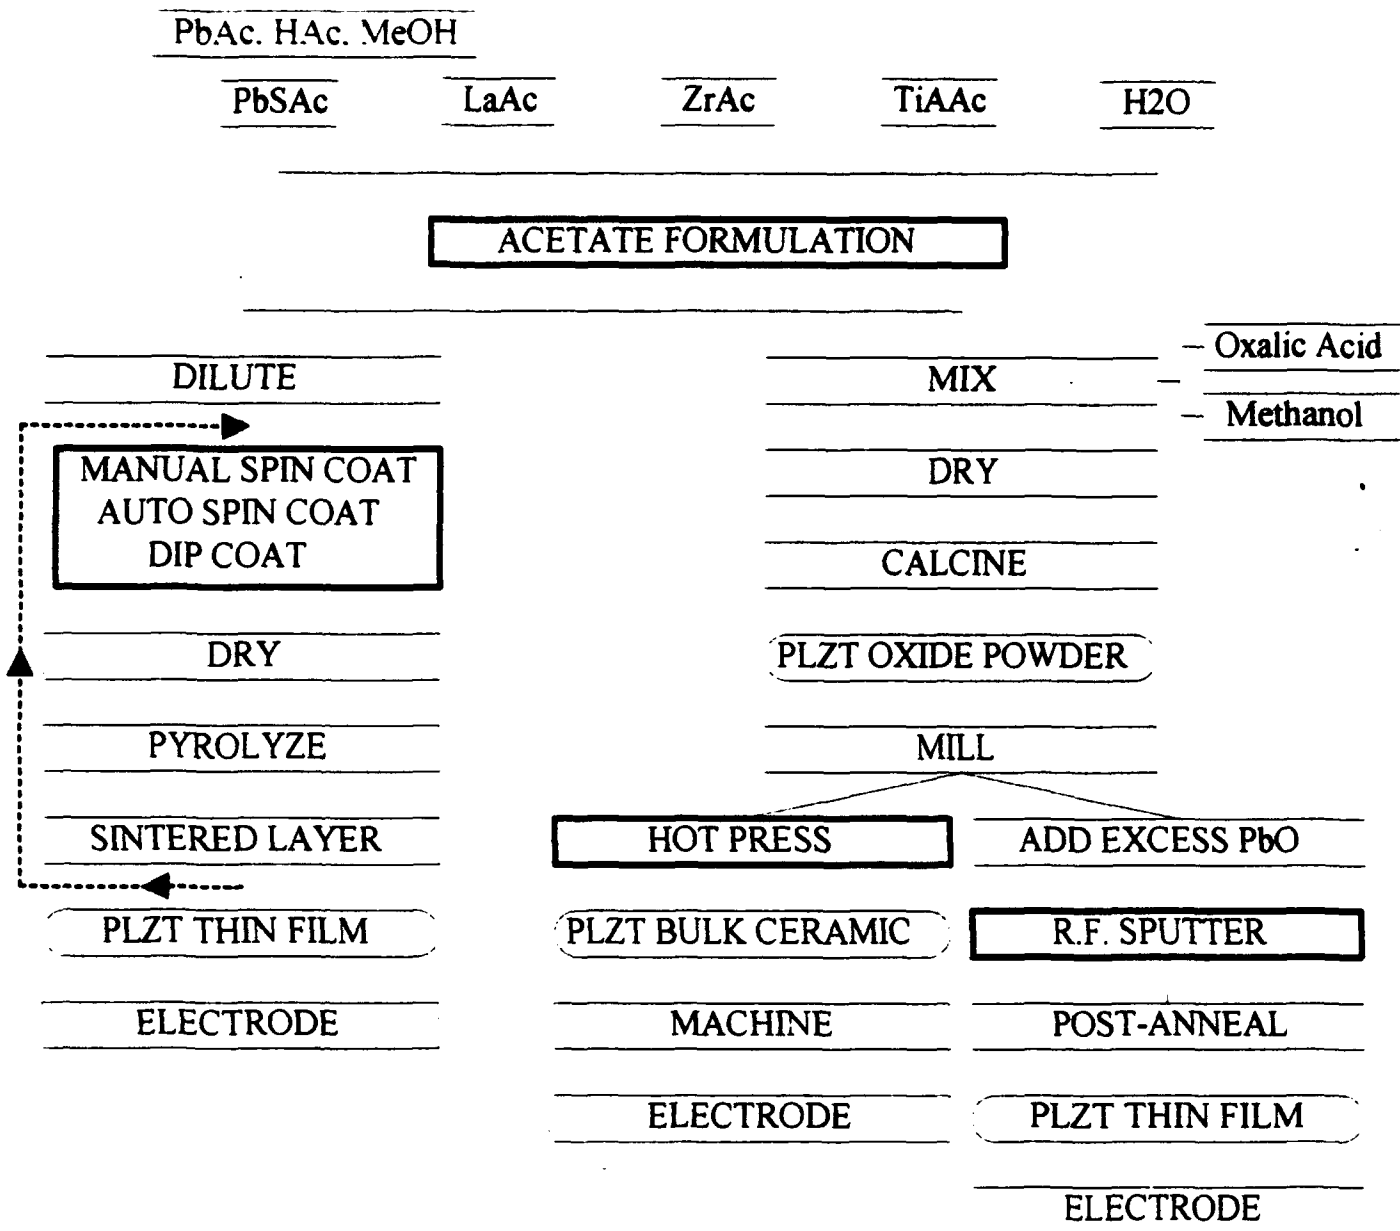 PbAc. HAc. MeOH
PbSAc
LaAc
ZrAc
TiAAc
H2O
ACETATE FORMULATION
DILUTE
MANUAL SPIN COAT
AUTO SPIN COAT
DIP COAT
DRY
PYROLYZE
SINTERED LAYER
PLZT THIN FILM
ELECTRODE
MIX
Oxalic Acid
Methanol
DRY
CALCINE
PLZT OXIDE POWDER
MILL
HOT PRESS
PLZT BULK CERAMIC
MACHINE
ELECTRODE
ADD EXCESS PbO
R.F. SPUTTER
POST-ANNEAL
PLZT THIN FILM
ELECTRODE